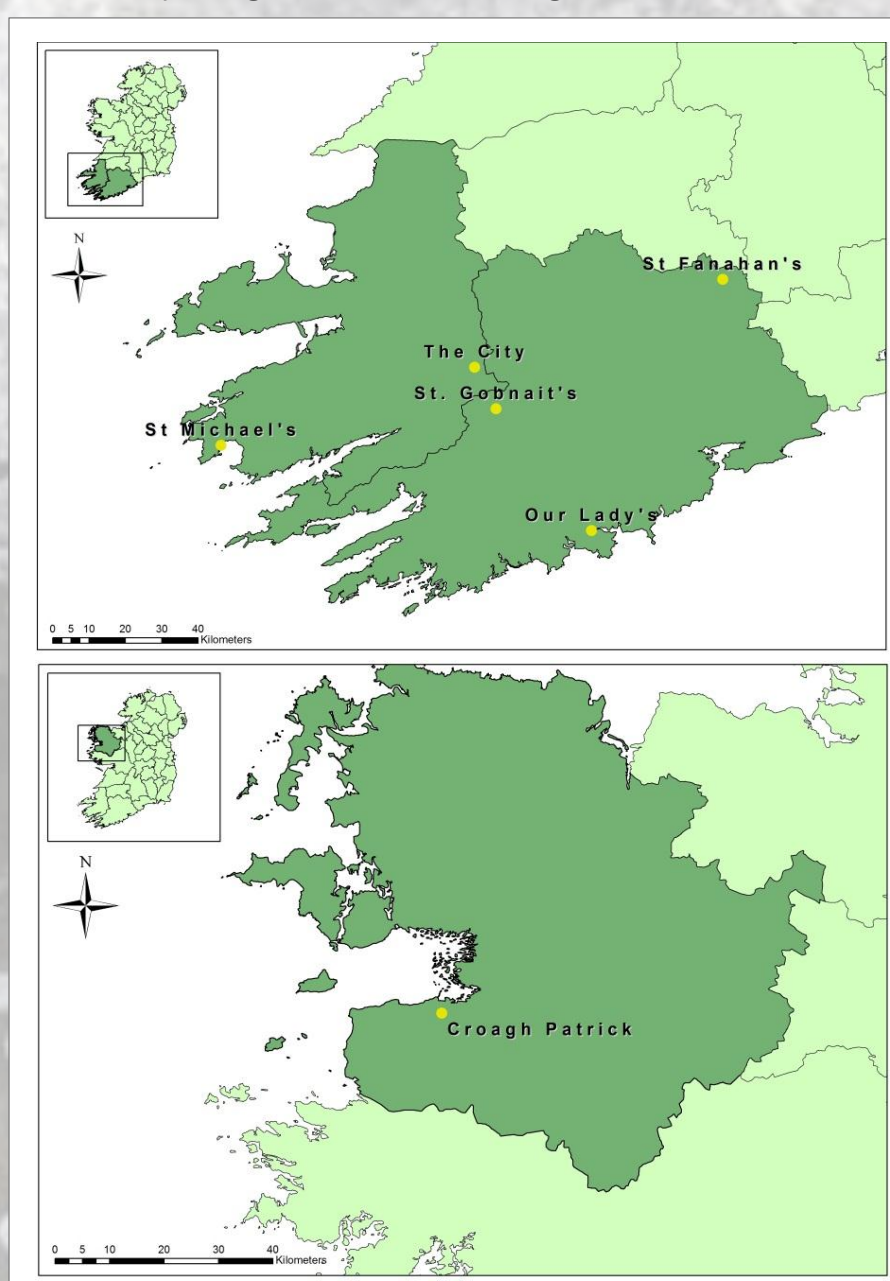 N
St Fanahan's
The City
St. Gobnait's
St Michael's
Our Lady's
0 5 10 20 30 40
Kilometers
N
Croagh Patrick
0 5 10 20 30 40
Kilometers